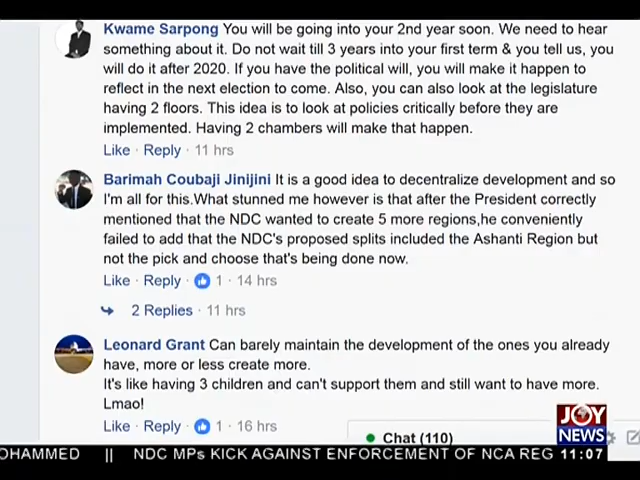 Kwame Sarpong You will be going into your 2nd year soon. We need to hear
something about it. Do not wait till 3 years into your first term & you tell us, you
will do it after 2020. If you have the political will, you will make it happen to
reflect in the next election to come. Also, you can also look at the legislature
having 2 floors. This idea is to look at policies critically before they are
implemented. Having 2 chambers will make that happen.
Like · Reply · 11 hrs
Barimah Coubaji Jinijini It is a good idea to decentralize development and so
I'm all for this.What stunned me however is that after the President correctly
mentioned that the NDC wanted to create 5 more regions,he conveniently
failed to add that the NDC's proposed splits included the Ashanti Region but
not the pick and choose that's being done now.
Like · Reply · 1 · 14 hrs
2 Replies · 11 hrs
Leonard Grant Can barely maintain the development of the ones you already
have, more or less create more.
It's like having 3 children and can't support them and still want to have more.
Lmao!
Like · Reply · 1 · 16 hrs
Chat (110)
JOY
NEWS
OHAMMED || NDC MPs KICK AGAINST ENFORCEMENT OF NCA REG 11:07